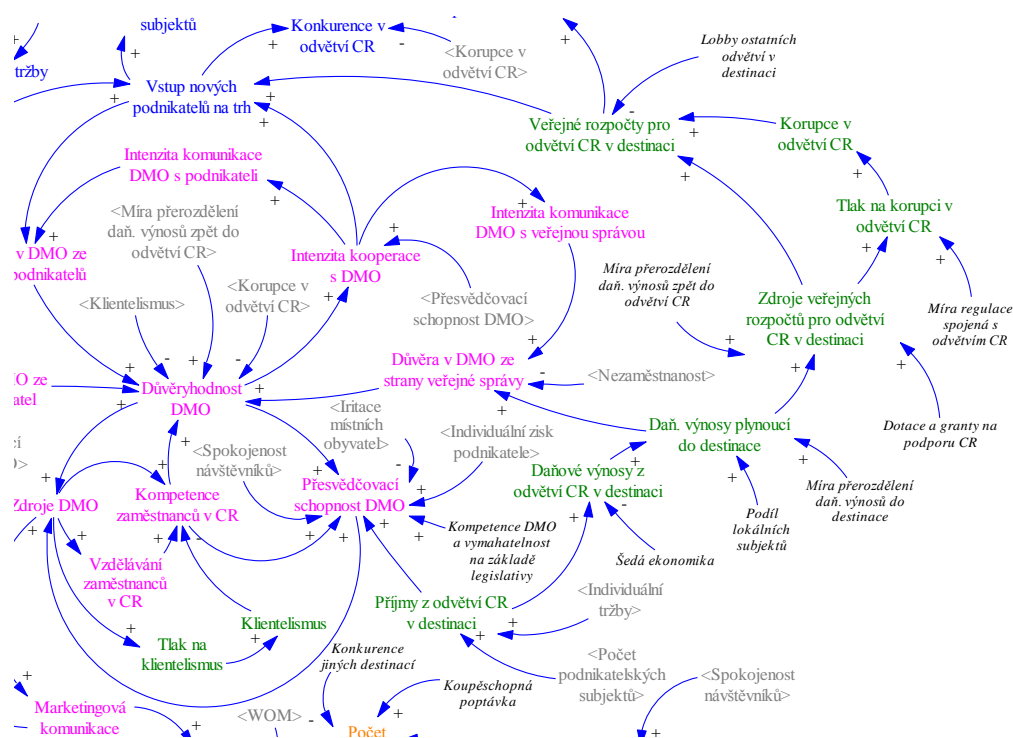 subjektů
tržby
Konkurence v
odvětví CR
<Korupce v
odvětví CR>
Lobby ostatních
odvětví v
destinaci
Vstup nových
podnikatelů na trh
Veřejné rozpočty pro
odvětví CR v destinaci
Korupce v
odvětví CR
Intenzita komunikace
DMO s podnikateli
<Míra přerozdělení
daň. výnosů zpět do
odvětví CR>
Intenzita komunikace
DMO s veřejnou správou
Tlak na korupci v
odvětví CR
v DMO ze
podnikatelů
Intenzita kooperace
s DMO
<Klientelismus>
<Korupce v
odvětví CR>
<Přesvědčovací
schopnost DMO>
Míra přerozdělení
daň. výnosů zpět do
odvětví CR
Zdroje veřejných
rozpočtů pro odvětví
CR v destinaci
Míra regulace
spojená s
odvětvím CR
Důvěra v DMO ze
strany veřejné správy
<Nezaměstnanost>
O ze
atel
Důvěryhodnost
DMO
<Iritace
místních
obyvatel>
<Individuální zisk
podnikatele>
Daň. výnosy plynoucí
do destinace
Dotace a granty na
podporu CR
<Spokojenost
návštěvníků>
Daňové výnosy z
odvětví CR v destinaci
Zdroje DMO
Kompetence
zaměstnanců v CR
Přesvědčovací
schopnost DMO
Míra přerozdělení
daň. výnosů do
destinace
Podíl
lokálních
subjektů
Kompetence DMO
a vymahatelnost
na základě
legislativy
Šedá ekonomika
Vzdělávání
zaměstnanců
v CR
<Individuální
tržby>
Příjmy z odvětví CR
v destinaci
Klientelismus
Tlak na
klientelismus
Konkurence
jiných destinací
<Počet
podnikatelských
subjektů>
<Spokojenost
návštěvníků>
Koupěschopná
poptávka
Marketingová
komunikace
<WOM>
Počet